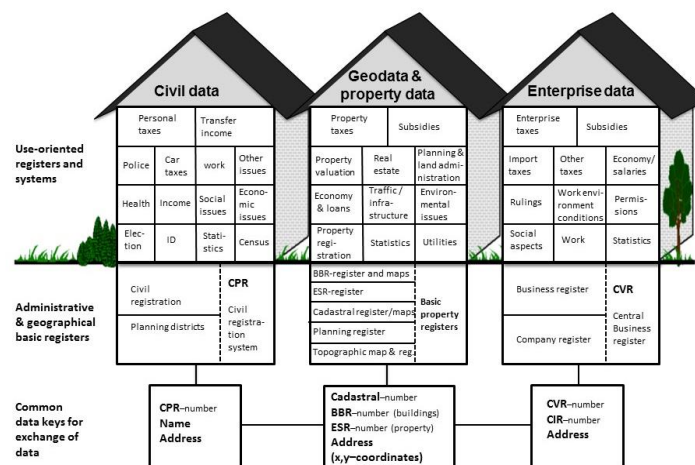 Civil data
Geodata &
property data
Enterprise data
Use-oriented
registers and
systems
Personal
taxes
Transfer
income
Police
Car
taxes
work
Other
issues
Health
Income
Social
issues
Econo-
mic
issues
Elec-
tion
ID
Stati-
stics
Census
Property
taxes
Subsidies
Property
valuation
Real
estate
Planning &
land admi-
nistration
Economy
& loans
Traffic /
infra-
structure
Environ-
mental
issues
Property
regi-
stration
Statistics
Utilities
Enterprise
taxes
Subsidies
Import
taxes
Other
taxes
Economy/
salaries
Rulings
Work envi-
ronment
conditions
Permis-
sions
Social
aspects
Work
Statistics
Administrative
& geographical
basic registers
Civil
registration
Planning districts
CPR
Civil
registra-
tion
system
BBR-register and maps
ESR-register
Cadastral register/maps
Planning register
Topographic map & reg.
Basic
property
registers
Business register
Company register
CVR
Central
Business
register
Common
data keys for
exchange of
data
CPR–number
Name
Address
Cadastral–number
BBR–number (buildings)
ESR–number (property)
Address
(x,y–coordinates)
CVR–number
CIR–number
Address